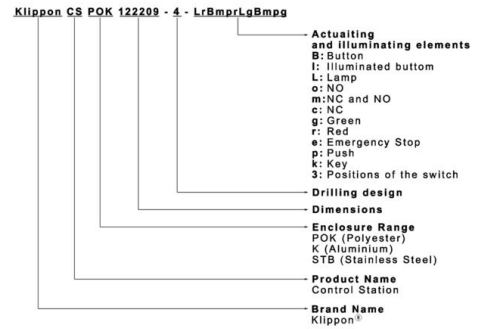 Klippon CS POK 122209 - 4 - LrBmprLgBmpg
Actuaiting
and illuminating elements
B: Button
I: Illuminated buttom
L: Lamp
o: NO
m: NC and NO
c: NC
g: Green
r: Red
e: Emergency Stop
p: Push
k: Key
3: Positions of the switch
Drilling design
Dimensions
Enclosure Range
POK (Polyester)
K (Aluminium)
STB (Stainless Steel)
Product Name
Control Station
Brand Name
Klippon®